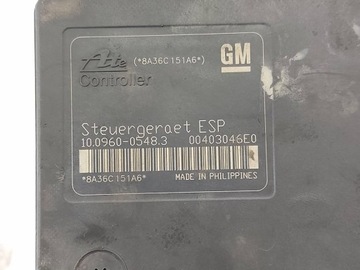 Ate (*8A36C151A6*) GM
Controller
Steuergeraet ESP
10.0960-0548.3 00403046E0
*8A36C151A6* MADE IN PHILIPPINES